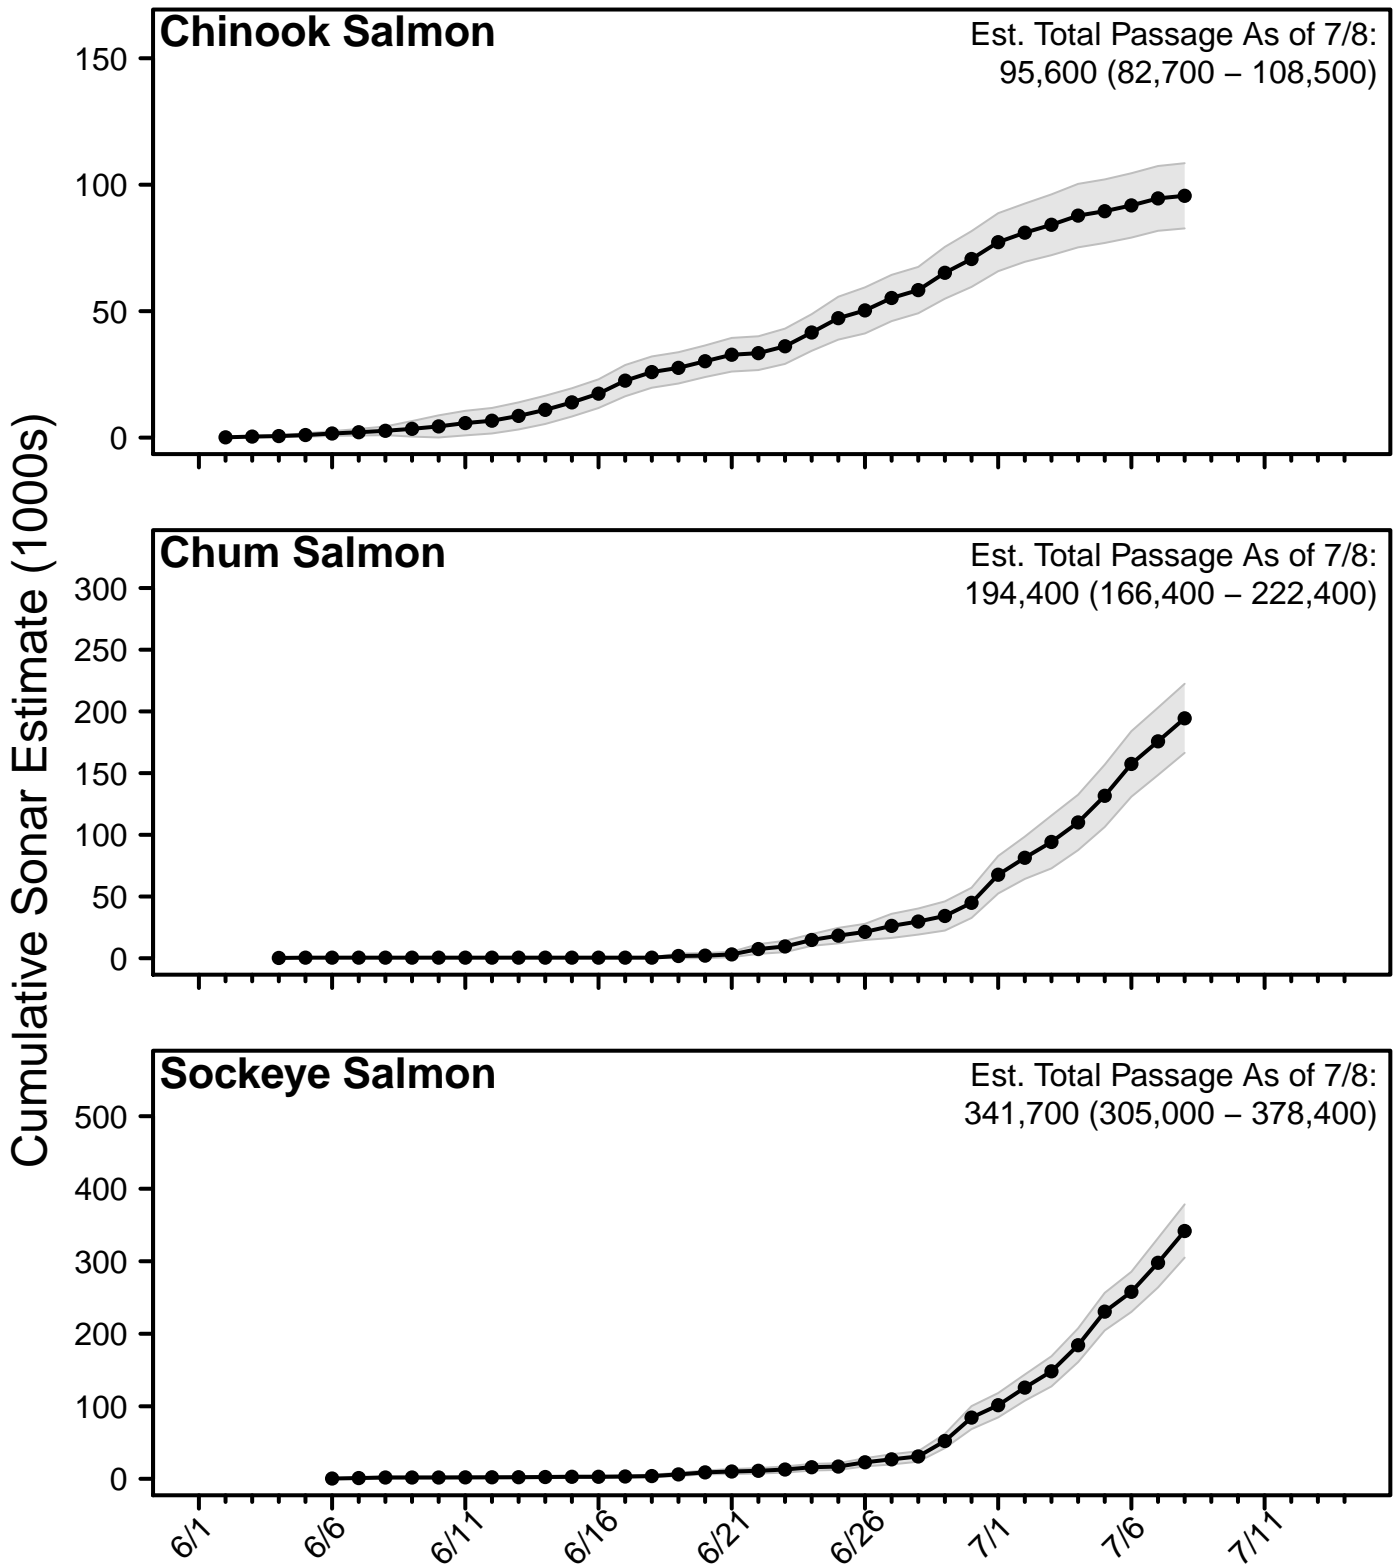 Cumulative Sonar Estimate (1000s)
Chinook Salmon
Est. Total Passage As of 7/8:
95,600 (82,700 − 108,500)
150
100
50
0
Chum Salmon
Est. Total Passage As of 7/8:
194,400 (166,400 − 222,400)
300
250
200
150
100
50
0
Sockeye Salmon
Est. Total Passage As of 7/8:
341,700 (305,000 − 378,400)
500
400
300
200
100
0
6/1 6/6 6/11 6/16 6/21 6/26 7/1 7/6 7/11